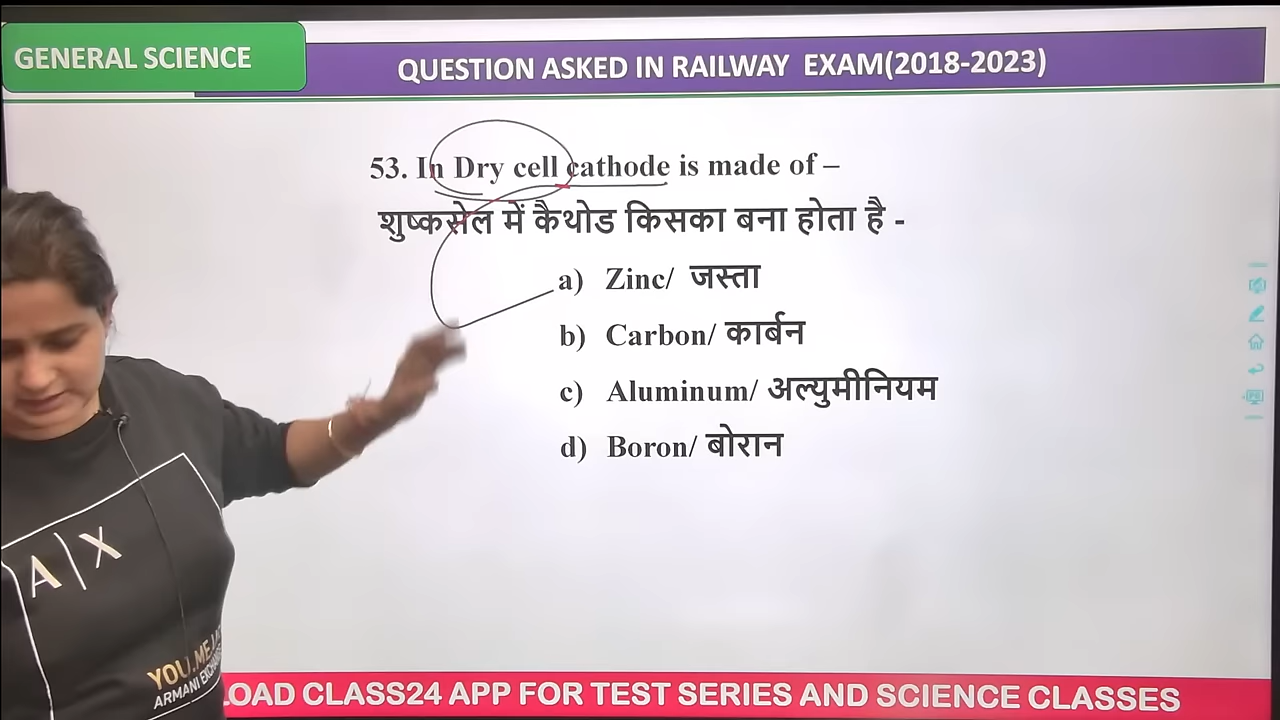 GENERAL SCIENCE
QUESTION ASKED IN RAILWAY EXAM(2018-2023)
53. In Dry cell cathode is made of –
शुष्कसेल में कैथोड किसका बना होता है -
a) Zinc/ जस्ता
b) Carbon/ कार्बन
c) Aluminum/ अल्युमीनियम
d) Boron/ बोरान
A|X
ARMANI
LOAD CLASS24 APP FOR TEST SERIES AND SCIENCE CLASSES